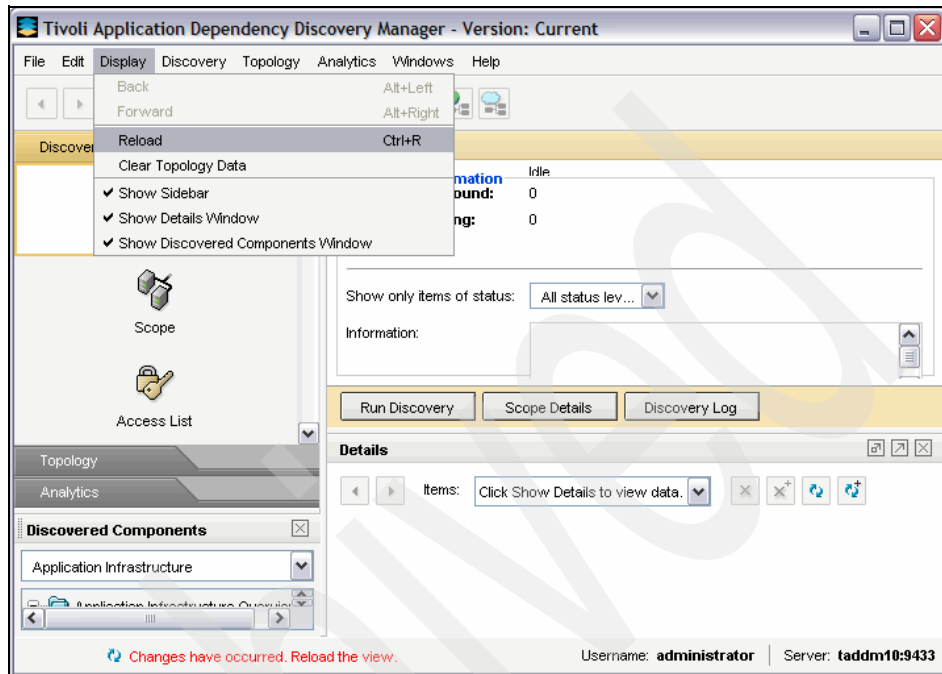 Tivoli Application Dependency Discovery Manager - Version: Current
File Edit Display Discovery Topology Analytics Windows Help
Back Alt+Left
Forward Alt+Right
Reload Ctrl+R
Clear Topology Data
Show Sidebar
Show Details Window
Show Discovered Components Window
Idle
0
0
Scope
Access List
Topology
Analytics
Show only items of status: All status lev...
Information:
Run Discovery Scope Details Discovery Log
Details
Items: Click Show Details to view data.
Discovered Components
Application Infrastructure
Changes have occurred. Reload the view.
Username: administrator Server: taddm10:9433